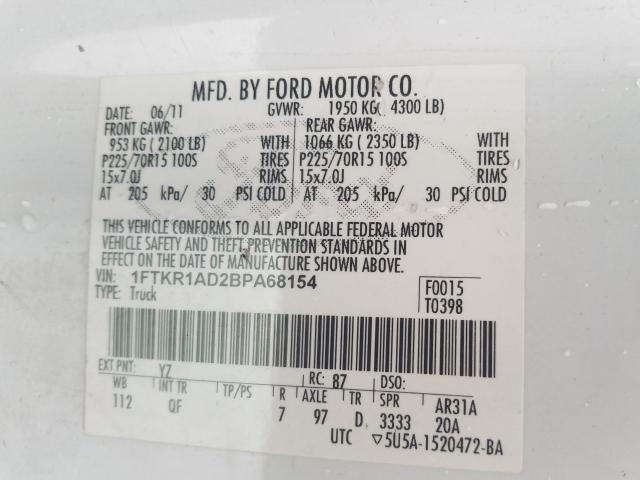 MFD. BY FORD MOTOR CO.
DATE: 06/11 GVWR: 1950 KG( 4300 LB)
FRONT GAWR: REAR GAWR:
953 KG ( 2100 LB) WITH 1066 KG ( 2350 LB) WITH
P225/70R15 100S TIRES P225/70R15 100S TIRES
15x7.0J RIMS 15x7.0J RIMS
AT 205 kPa/ 30 PSI COLD AT 205 kPa/ 30 PSI COLD
THIS VEHICLE CONFORMS TO ALL APPLICABLE FEDERAL MOTOR
VEHICLE SAFETY AND THEFT PREVENTION STANDARDS IN
EFFECT ON THE DATE OF MANUFACTURE SHOWN ABOVE.
VIN: 1FTKR1AD2BPA68154 F0015
TYPE: Truck T0398
EXT PNT: YZ RC: 87 DSO:
WB INT TR TP/PS R AXLE TR SPR AR31A
112 QF 7 97 D 3333 20A
UTC ▽5U5A-1520472-BA